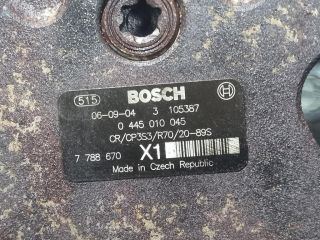 515 BOSCH
06-09-04 3 105387
0 445 010 045
CR/CP3S3/R70/20-89S
7 788 670 X1
Made in Czech Republic